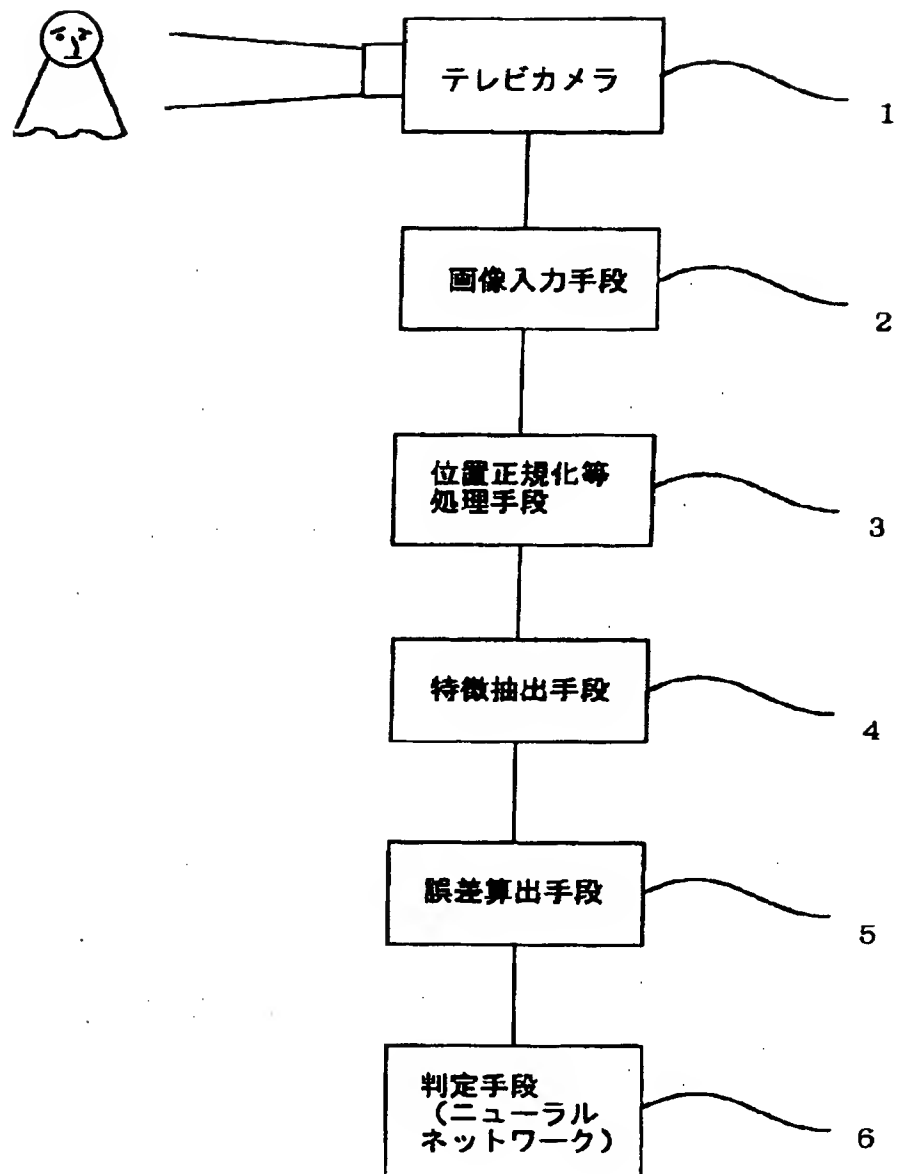 テレビカメラ
1
画像入力手段
2
位置正規化等
処理手段
3
特徴抽出手段
4
誤差算出手段
5
判定手段
(ニューラル
ネットワーク)
6